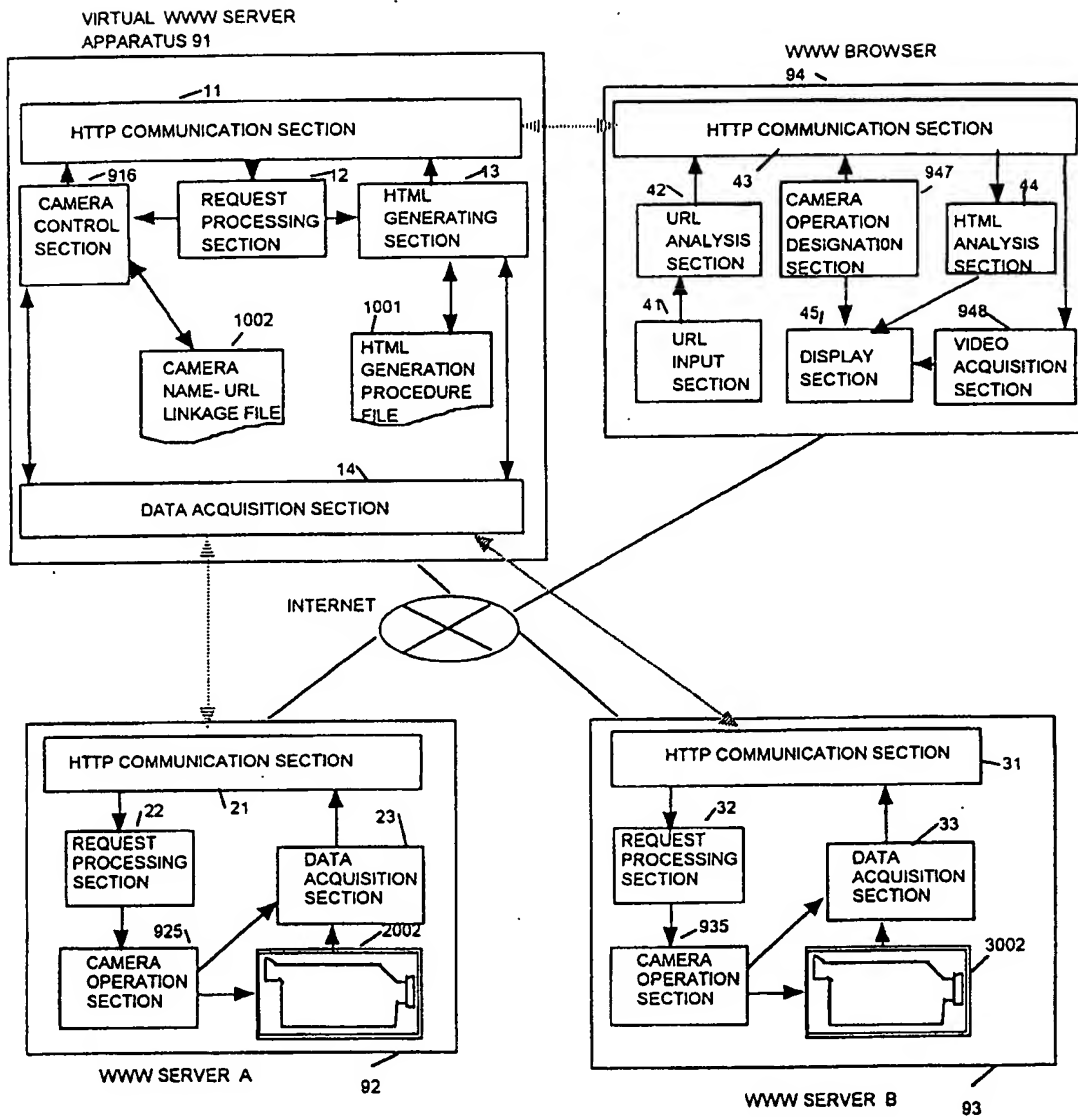 VIRTUAL WWW SERVER
APPARATUS 91
11
HTTP COMMUNICATION SECTION
916
CAMERA
CONTROL
SECTION
12
REQUEST
PROCESSING
SECTION
13
HTML
GENERATING
SECTION
1002
CAMERA
NAME-URL
LINKAGE FILE
1001
HTML
GENERATION
PROCEDURE
FILE
14
DATA ACQUISITION SECTION
WWW BROWSER
94
HTTP COMMUNICATION SECTION
42
43
947
44
URL
ANALYSIS
SECTION
CAMERA
OPERATION
DESIGNATION
SECTION
HTML
ANALYSIS
SECTION
41
URL
INPUT
SECTION
45
DISPLAY
SECTION
948
VIDEO
ACQUISITION
SECTION
INTERNET
HTTP COMMUNICATION SECTION
21
22
REQUEST
PROCESSING
SECTION
23
DATA
ACQUISITION
SECTION
925
CAMERA
OPERATION
SECTION
2002
WWW SERVER A
92
HTTP COMMUNICATION SECTION
31
32
REQUEST
PROCESSING
SECTION
33
DATA
ACQUISITION
SECTION
935
CAMERA
OPERATION
SECTION
3002
WWW SERVER B
93